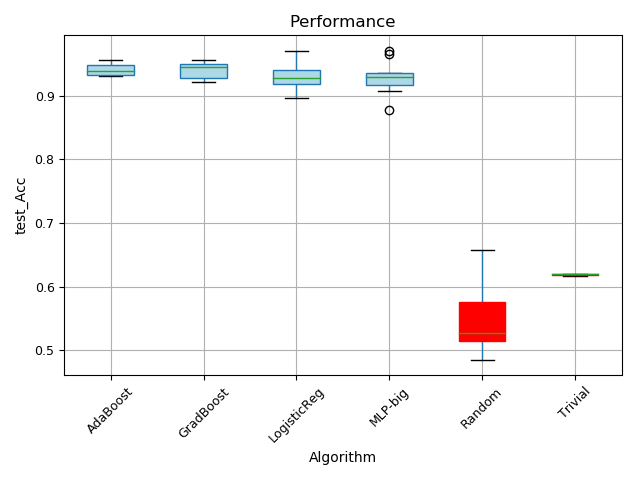 Performance
test_Acc
0.9
0.8
0.7
0.6
0.5
AdaBoost
GradBoost
LogisticReg
MLP-big
Random
Trivial
Algorithm